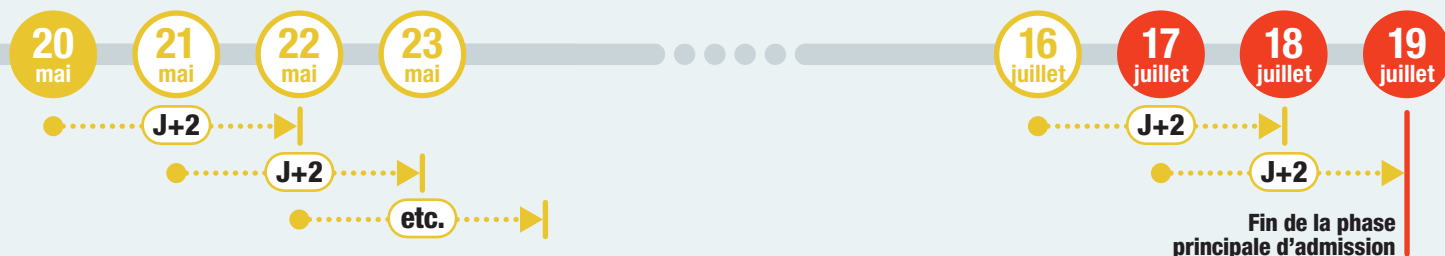 20
mai
21
mai
22
mai
23
mai
16
juillet
17
juillet
18
juillet
19
juillet
J+2
J+2
J+2
J+2
etc.
Fin de la phase
principale d'admission